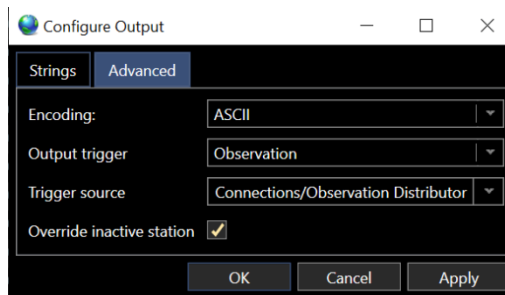 Configure Output
Strings Advanced
Encoding: ASCII
Output trigger Observation
Trigger source Connections/Observation Distributor
Override inactive station
OK Cancel Apply